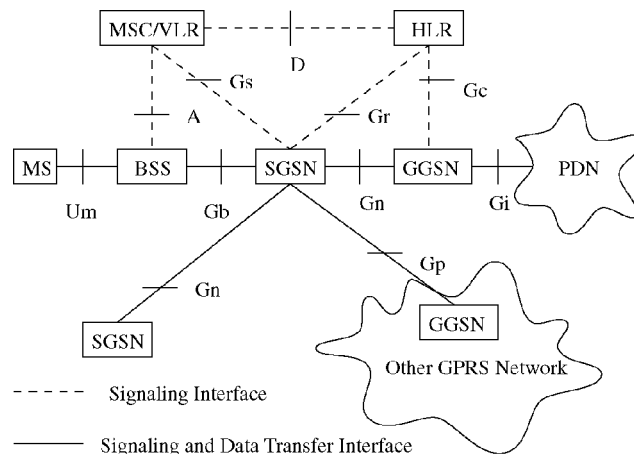 MSC/VLR
HLR
D
Gs
Gr
Gc
A
MS
BSS
SGSN
GGSN
PDN
Um
Gb
Gn
Gi
Gn
Gp
SGSN
GGSN
Other GPRS Network
Signaling Interface
Signaling and Data Transfer Interface